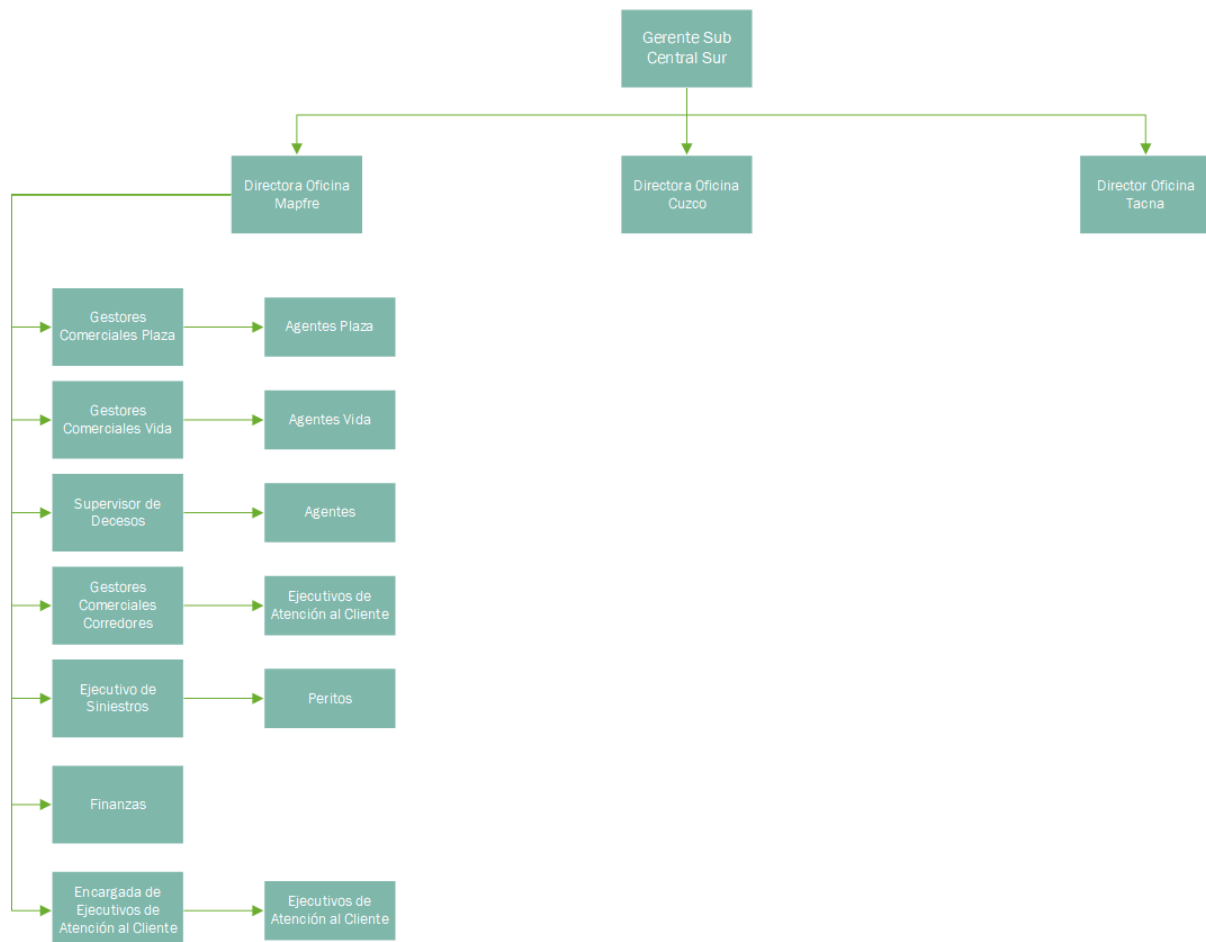 Gerente Sub
Central Sur
Directora Oficina
Mapfre
Directora Oficina
Cuzco
Director Oficina
Tacna
Gestores
Comerciales Plaza
Agentes Plaza
Gestores
Comerciales Vida
Agentes Vida
Supervisor de
Decesos
Agentes
Gestores
Comerciales
Corredores
Ejecutivos de
Atención al Cliente
Ejecutivo de
Siniestros
Peritos
Finanzas
Encargada de
Ejecutivos de
Atención al Cliente
Ejecutivos de
Atención al Cliente